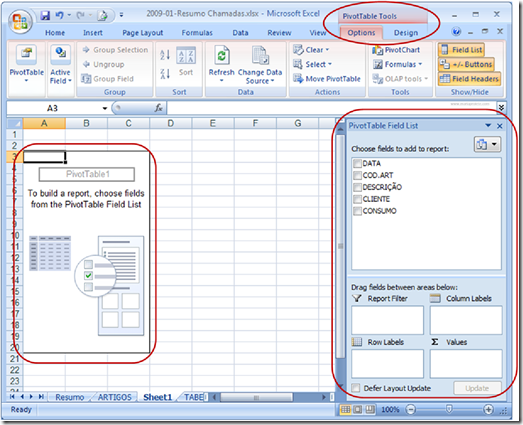 2009-01-Resumo Chamadas.xlsx - Microsoft Excel
PivotTable Tools
Home
Insert
Formulas
Data
Review
View
Options
Design
PivotTable
Active
Field
Group Selection
Ungroup
Group Field
Group
Sort
Sort
Refresh
Change Data
Source
Data
Clear
Select
Move PivotTable
Actions
PivotChart
Formulas
OLAP tools
Tools
Field List
+/- Buttons
Field Headers
Show/Hide
A3
A B C D E F G
1
2
3
4
5
6
7
8
9
10
11
12
13
14
15
16
17
18
19
20
21
22
23
24
PivotTable1
To build a report, choose fields
from the PivotTable Field List
PivotTable Field List
Choose fields to add to report:
DATA
COD.ART
DESCRIÇÃO
CLIENTE
CONSUMO
Drag fields between areas below:
Report Filter
Column Labels
Row Labels
Σ Values
Defer Layout Update
Update
Resumo
ARTIGOS
Sheet1
TABE
Ready
100%